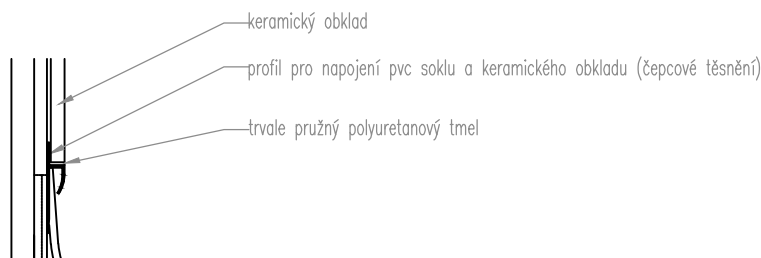 keramický obklad
profil pro napojení pvc soklu a keramického obkladu (čepcové těsnění)
trvale pružný polyuretanový tmel